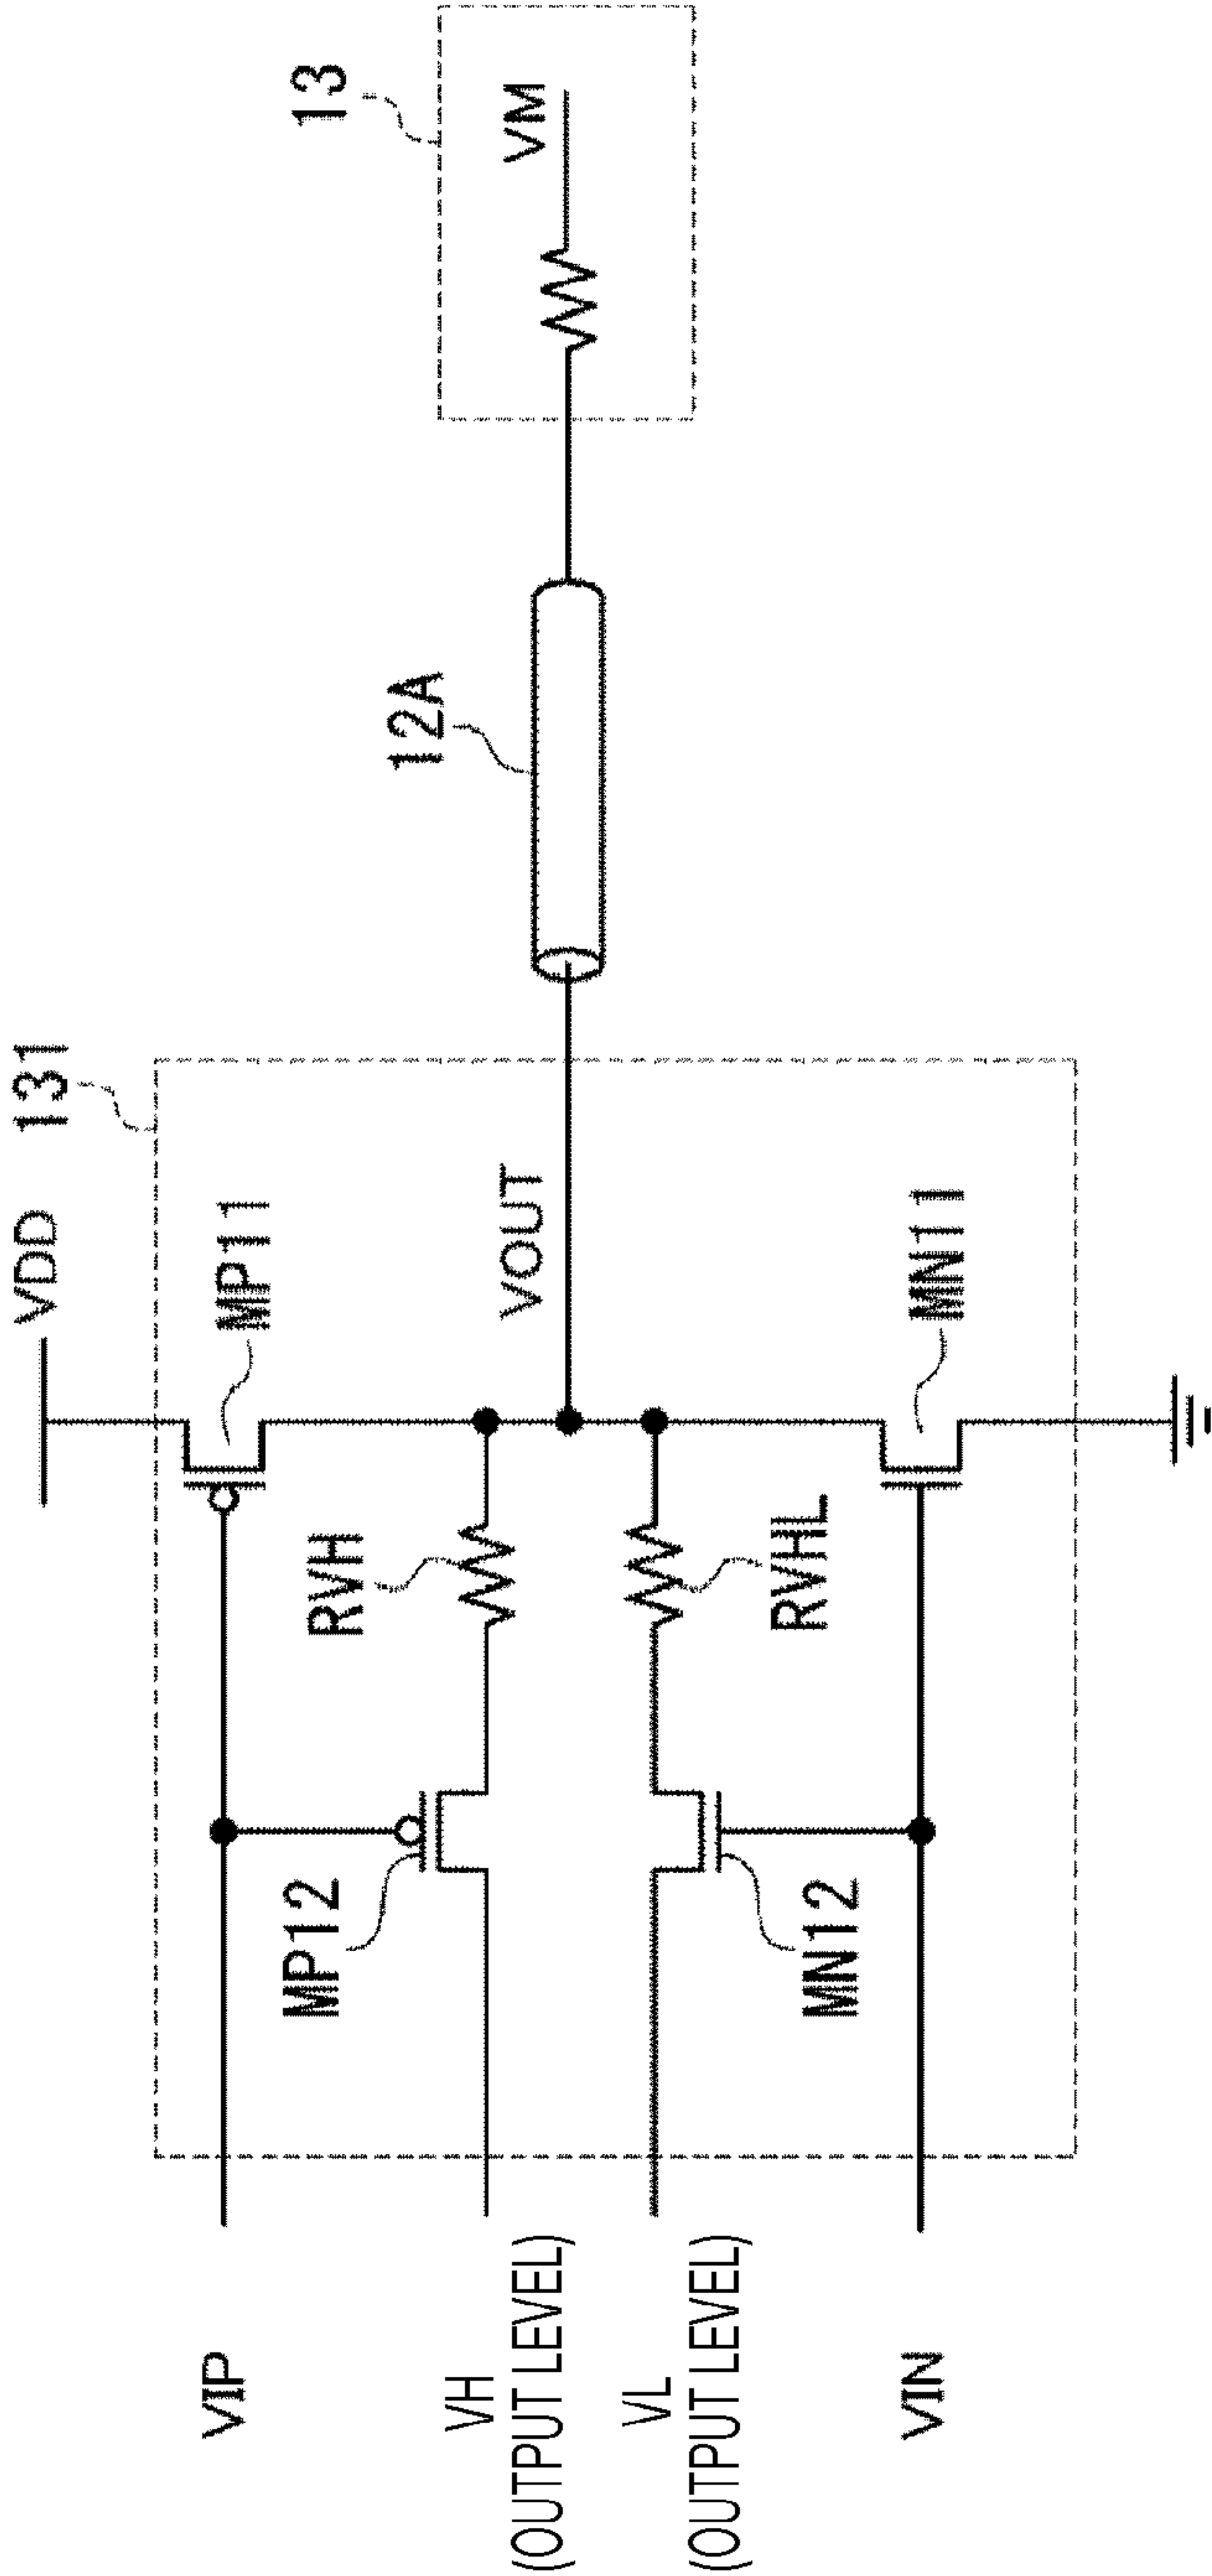 VDD
131
13
MP11
VIP
12A
VM
MP12
RVH
VOUT
VH
(OUTPUT LEVEL)
VL
(OUTPUT LEVEL)
RVHL
MN12
MN11
VIN